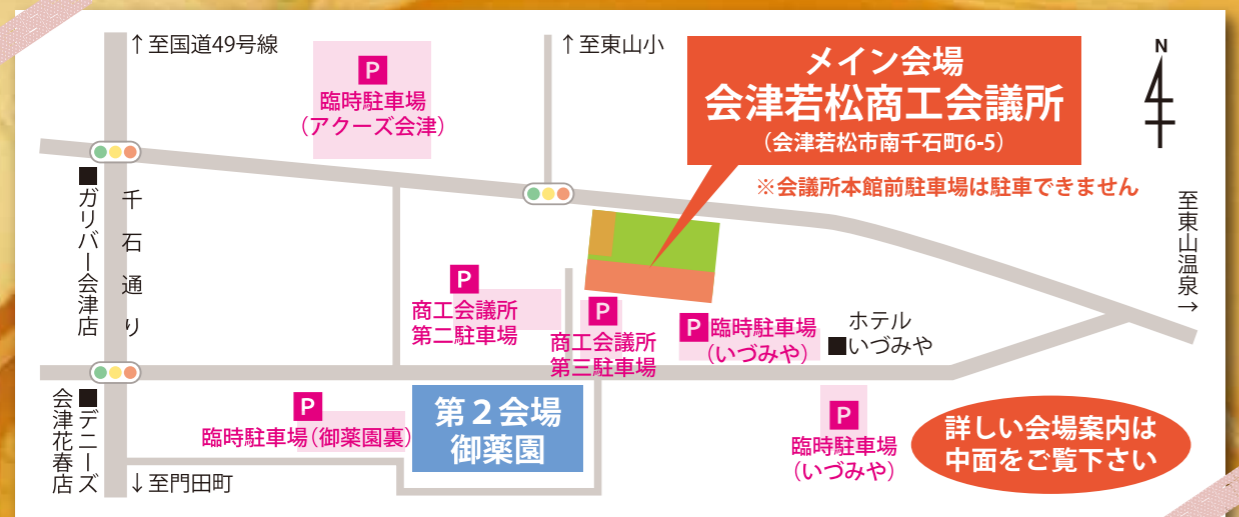 ↑至国道49号線
P
臨時駐車場
（アクーズ会津）
↑至東山小
メイン会場
会津若松商工会議所
（会津若松市南千石町6-5）
※会議所本館前駐車場は駐車できません
N
至東山温泉→
■ガリバー会津店
千石通り
P
商工会議所
第二駐車場
P
商工会議所
第三駐車場
P臨時駐車場
（いづみや）
ホテル
■いづみや
■デニーズ
会津花春店
↓至門田町
P
臨時駐車場（御薬園裏）
第２会場
御薬園
P
臨時駐車場
（いづみや）
詳しい会場案内は
中面をご覧下さい